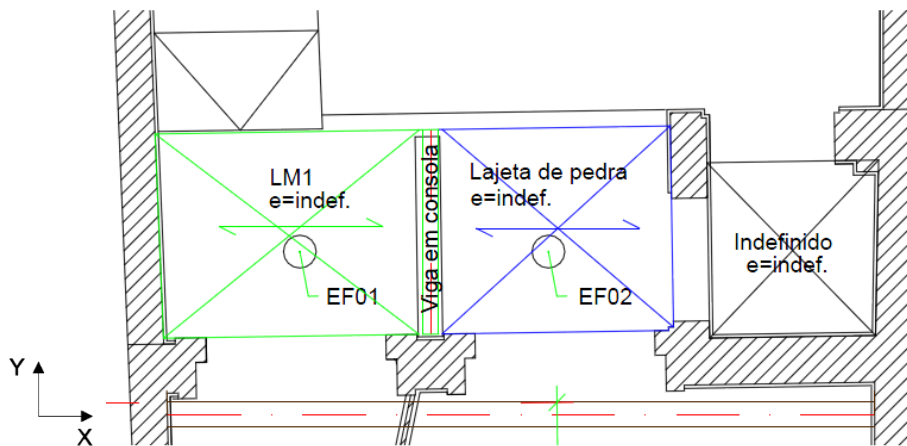 LM1
e=indef.
Viga em consola
Lajeta de pedra
e=indef.
Indefinido
e=indef.
EF01
EF02
Y
X